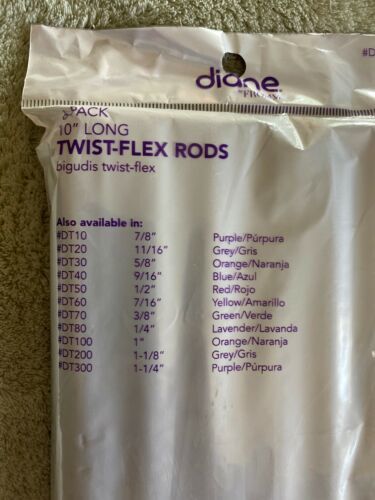 #D
diane
BY FROMM
PACK
10" LONG
TWIST-FLEX RODS
bigudis twist-flex
Also available in:
#DT10 7/8" Purple/Púrpura
#DT20 11/16" Grey/Gris
#DT30 5/8" Orange/Naranja
#DT40 9/16" Blue/Azul
#DT50 1/2" Red/Rojo
#DT60 7/16" Yellow/Amarillo
#DT70 3/8" Green/Verde
#DT80 1/4" Lavender/Lavanda
#DT100 1" Orange/Naranja
#DT200 1-1/8" Grey/Gris
#DT300 1-1/4" Purple/Púrpura